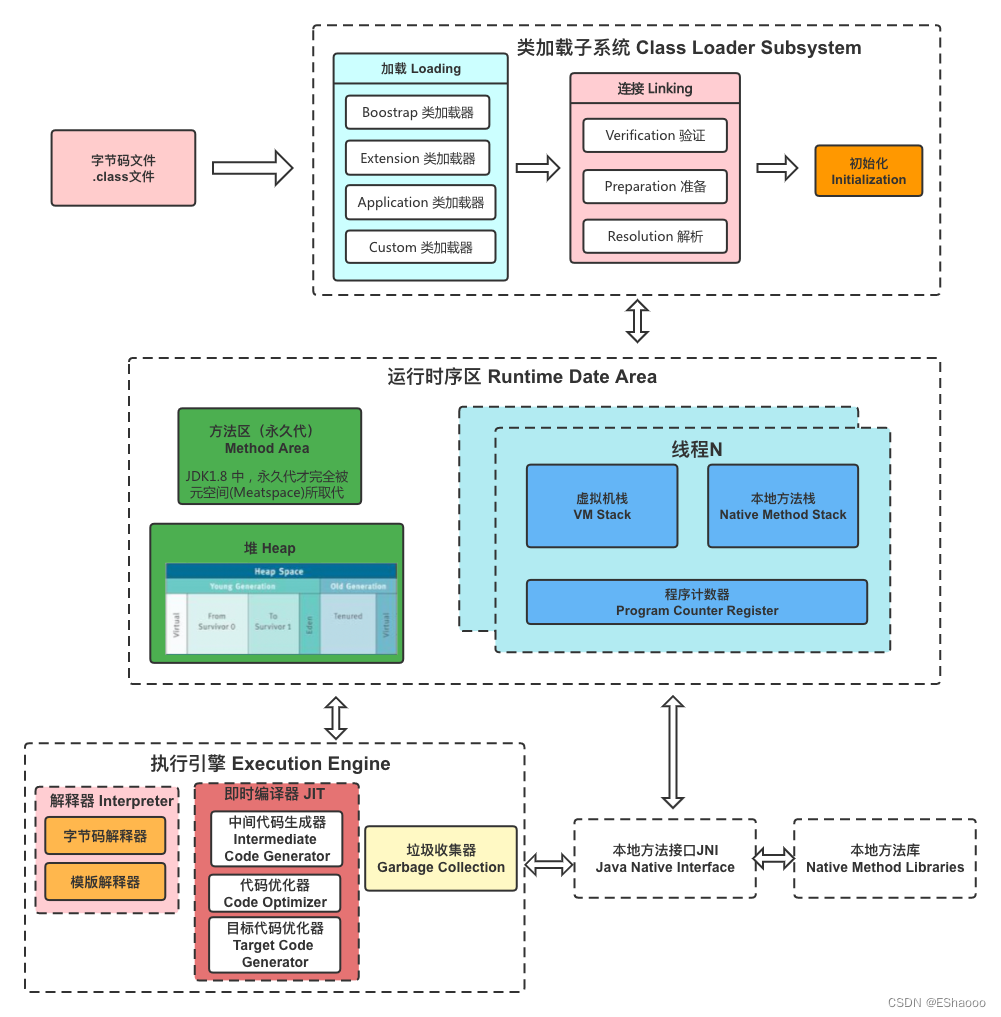 类加载子系统 Class Loader Subsystem
字节码文件
.class文件
加载 Loading
Boostrap 类加载器
Extension 类加载器
Application 类加载器
Custom 类加载器
连接 Linking
Verification 验证
Preparation 准备
Resolution 解析
初始化
Initialization
运行时序区 Runtime Date Area
方法区（永久代）
Method Area
JDK1.8 中，永久代才完全被
元空间(Meatspace)所取代
堆 Heap
Heap Space
Young Generation
Old Generation
Virtual
From
Survivor 0
To
Survivor 1
Eden
Tenured
Virtual
线程N
虚拟机栈
VM Stack
本地方法栈
Native Method Stack
程序计数器
Program Counter Register
执行引擎 Execution Engine
解释器 Interpreter
字节码解释器
模版解释器
即时编译器 JIT
中间代码生成器
Intermediate
Code Generator
代码优化器
Code Optimizer
目标代码优化器
Target Code
Generator
垃圾收集器
Garbage Collection
本地方法接口JNI
Java Native Interface
本地方法库
Native Method Libraries
CSDN @EShaooo